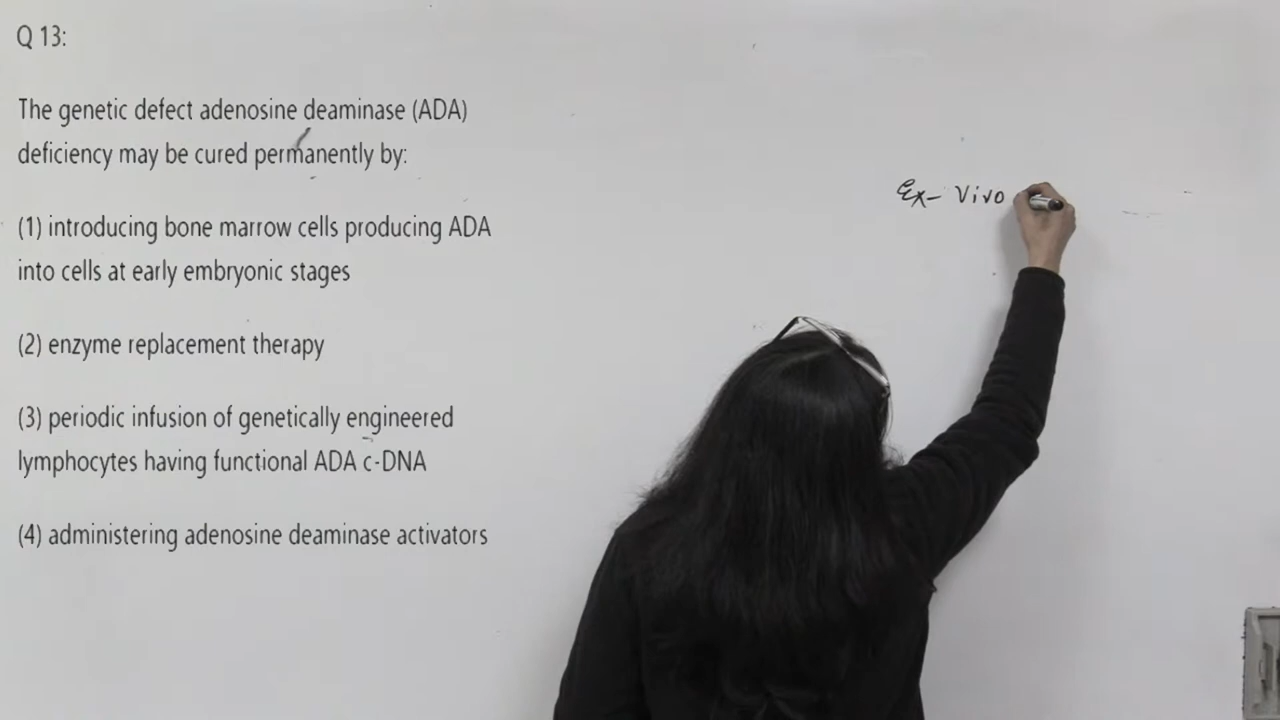 Q 13:
The genetic defect adenosine deaminase (ADA)
deficiency may be cured permanently by:
(1) introducing bone marrow cells producing ADA
into cells at early embryonic stages
(2) enzyme replacement therapy
(3) periodic infusion of genetically engineered
lymphocytes having functional ADA c-DNA
(4) administering adenosine deaminase activators
Ex- Vivo